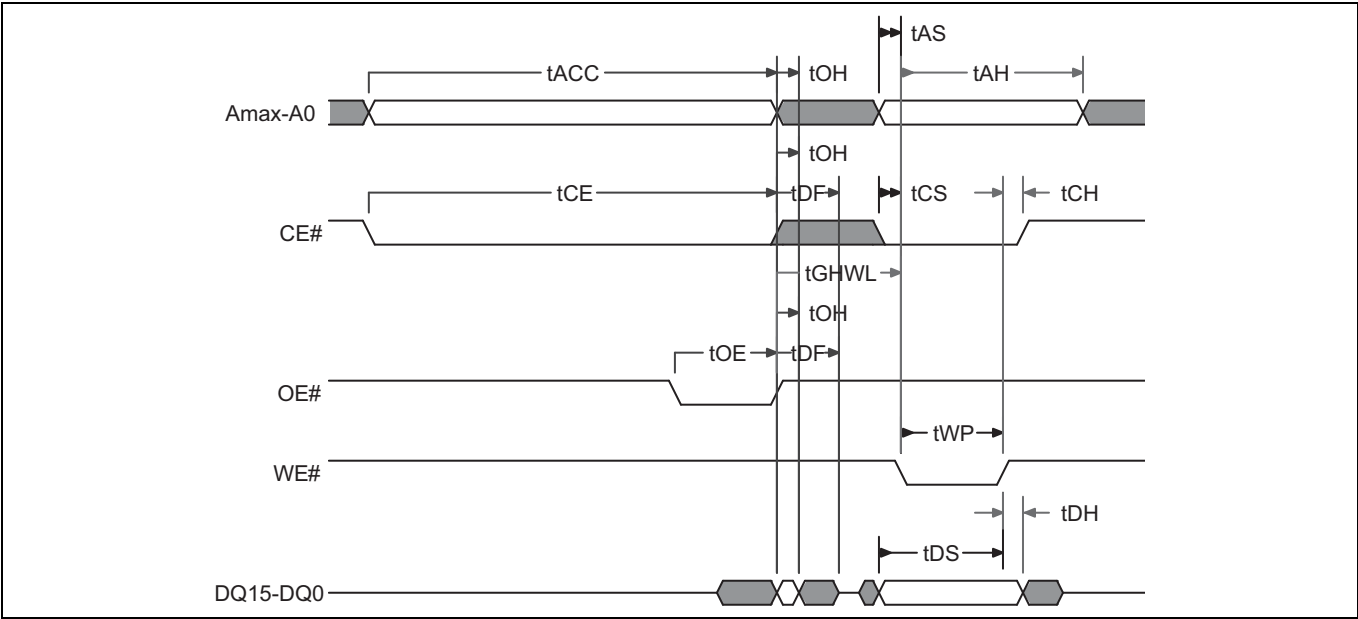 tAS
tACC tOH tAH
Amax-A0
tOH
tCE tDF tCS tCH
CE#
tGHWL
tOH
tOE tDF
OE#
tWP
WE#
tDH
tDS
DQ15-DQ0